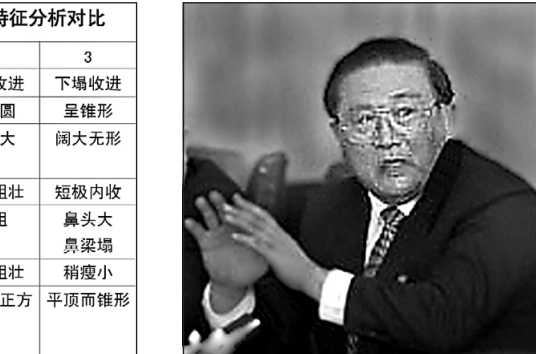 特征分析对比
3
收进 下塌收进
圆 呈锥形
大 阔大无形
粗壮 短极内收
粗 鼻头大
鼻梁塌
粗壮 稍瘦小
正方 平顶而锥形